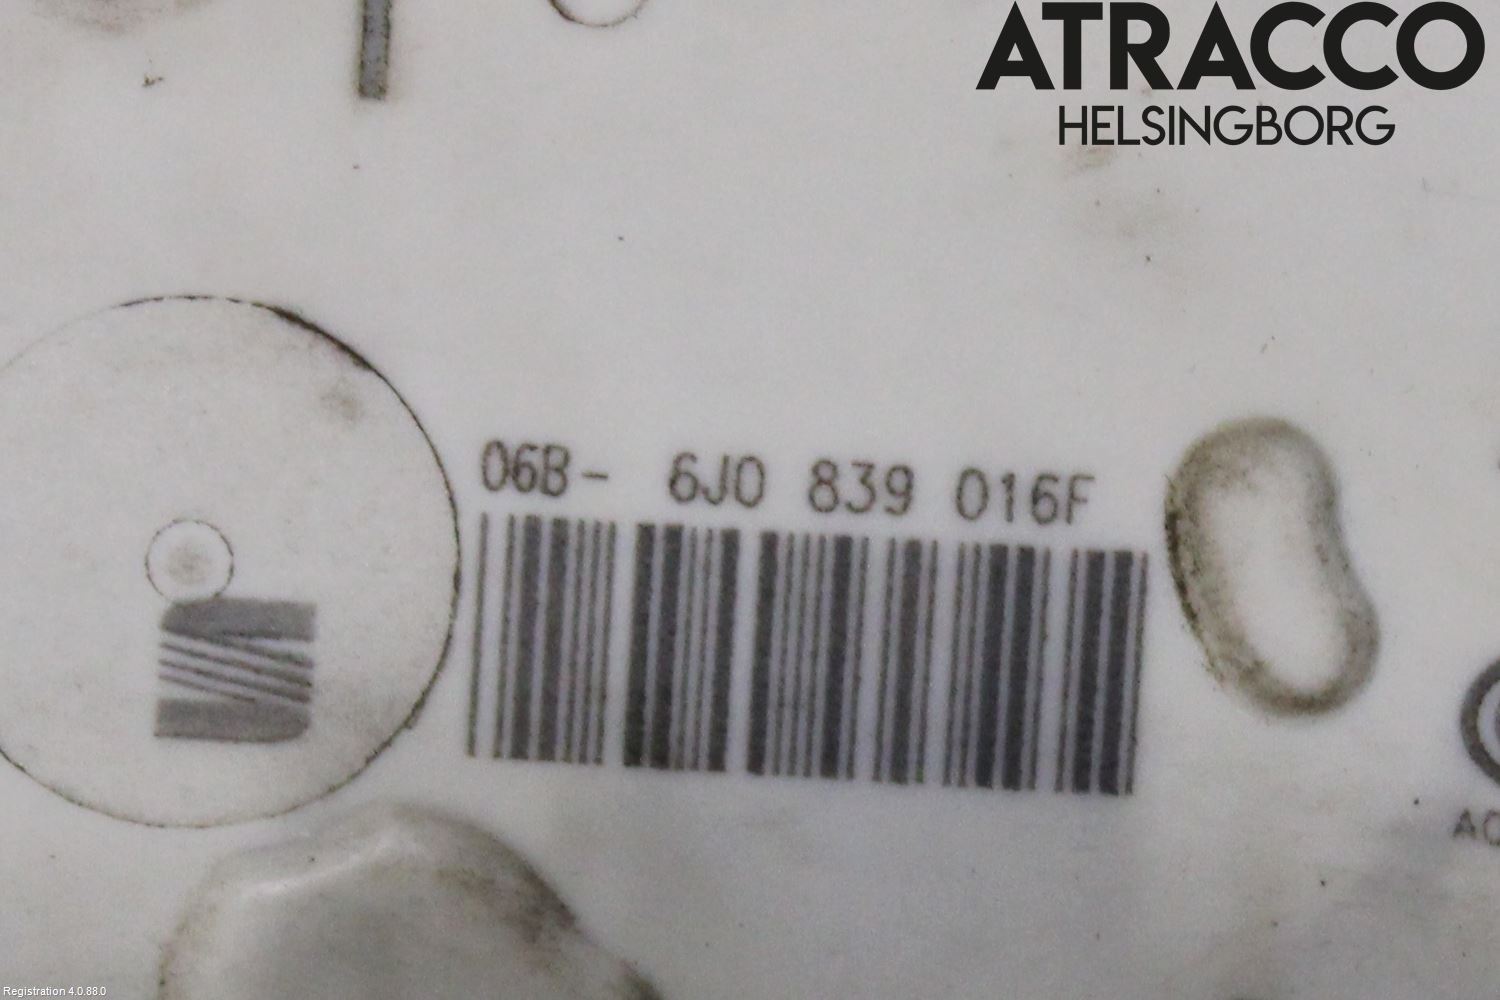 ATRACCO
HELSINGBORG
06B- 6J0 839 016F
Registration 4.0.88.0